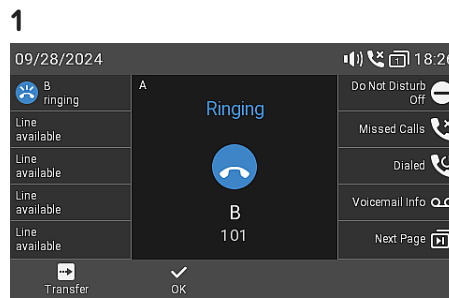 1
09/28/2024
1
18:26
B
ringing
A
Do Not Disturb
Off
Line
available
Ringing
Missed Calls
Line
available
Dialed
Line
available
B
101
Voicemail Info
Line
available
Next Page
Transfer
OK